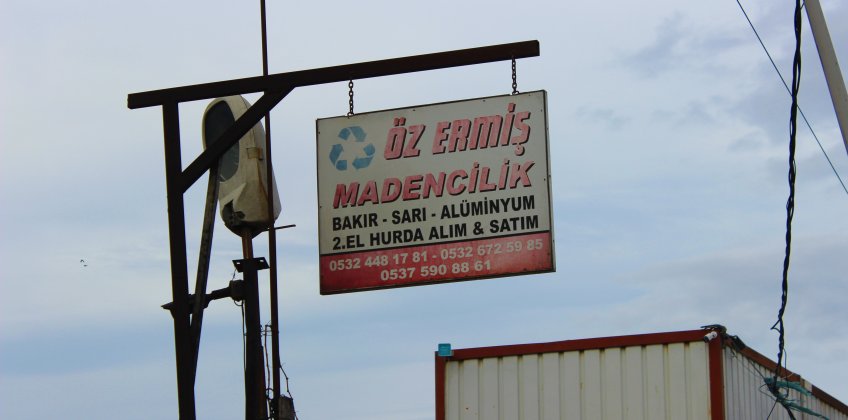 ÖZ ERMİŞ
MADENCİLİK
BAKIR - SARI - ALÜMİNYUM
2.EL HURDA ALIM & SATIM
0532 448 17 81 - 0532 672 59 85
0537 590 88 61